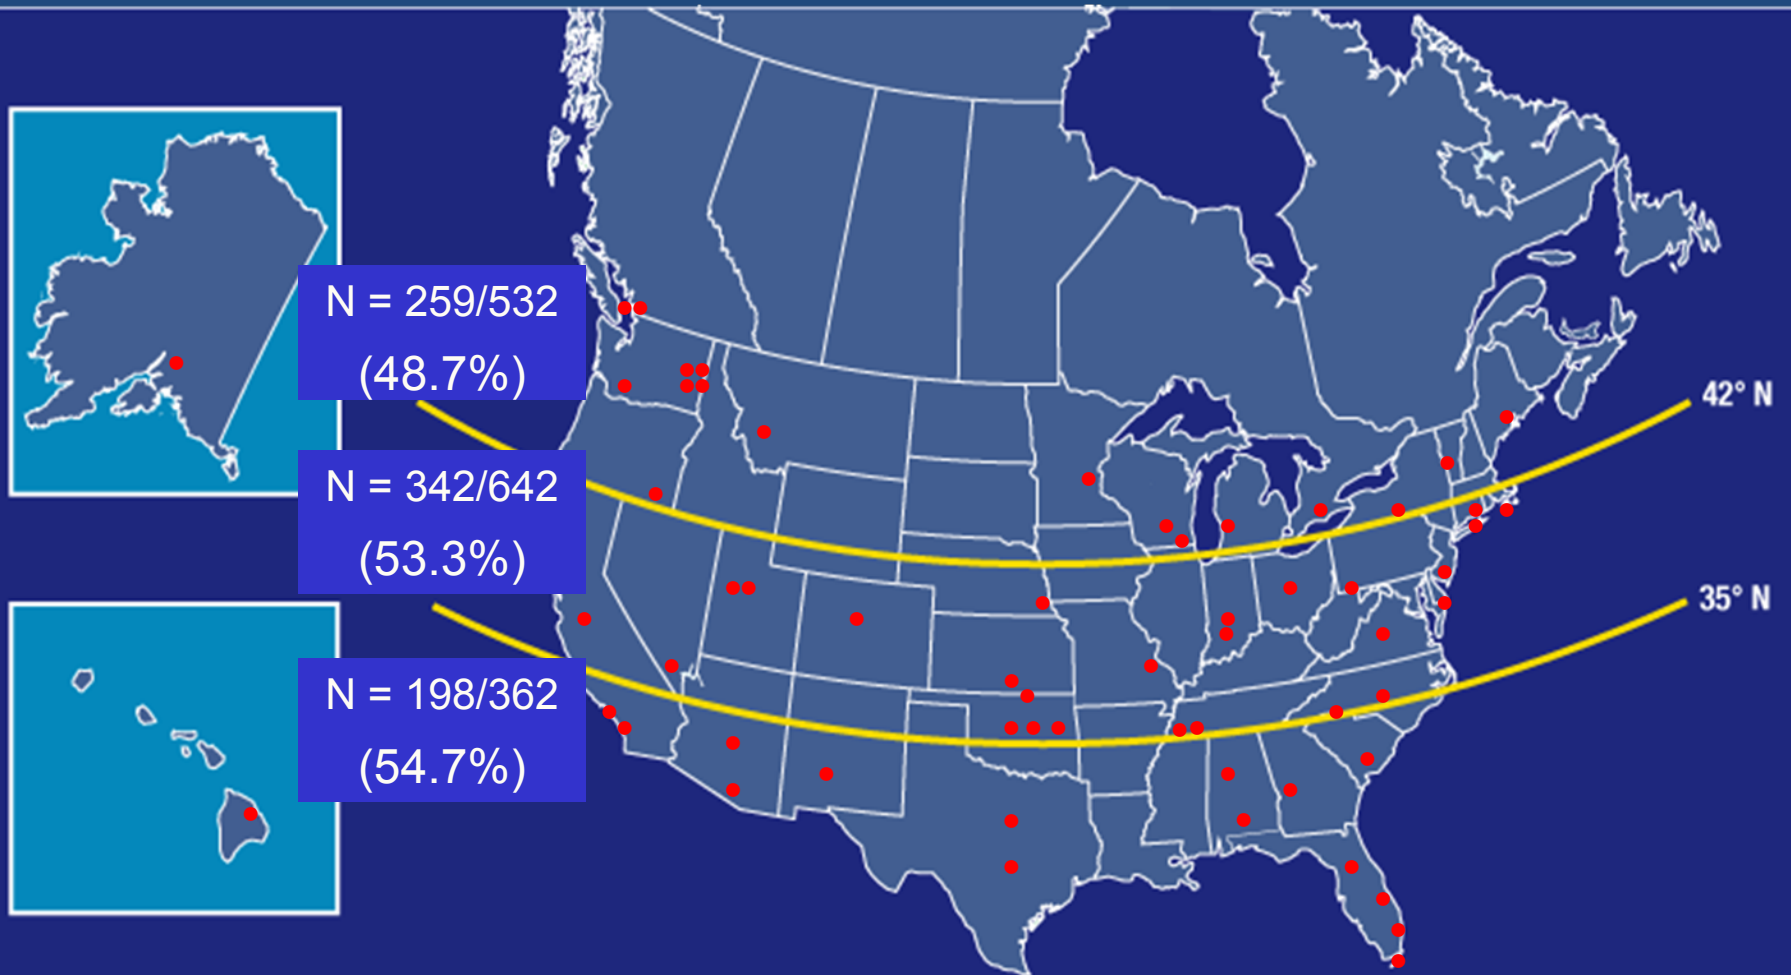 N = 259/532
(48.7%)
42° N
N = 342/642
(53.3%)
35° N
N = 198/362
(54.7%)